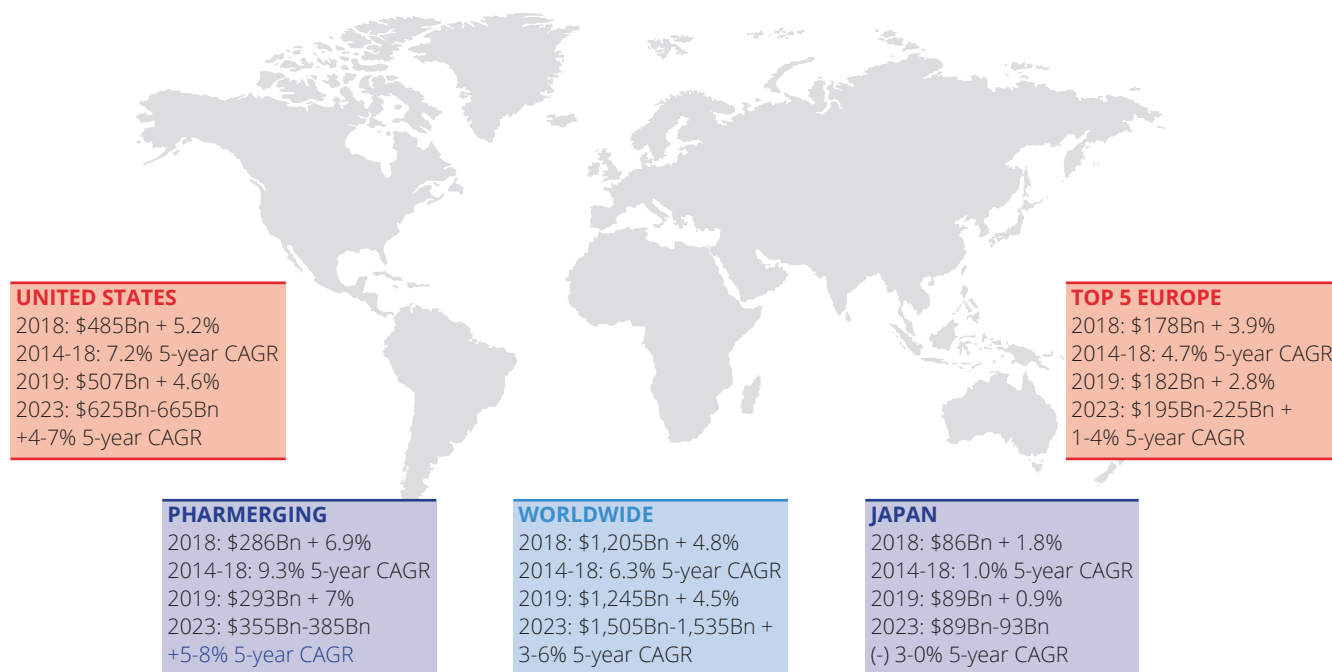 UNITED STATES
2018: $485Bn + 5.2%
2014-18: 7.2% 5-year CAGR
2019: $507Bn + 4.6%
2023: $625Bn-665Bn
+4-7% 5-year CAGR
TOP 5 EUROPE
2018: $178Bn + 3.9%
2014-18: 4.7% 5-year CAGR
2019: $182Bn + 2.8%
2023: $195Bn-225Bn +
1-4% 5-year CAGR
PHARMERGING
2018: $286Bn + 6.9%
2014-18: 9.3% 5-year CAGR
2019: $293Bn + 7%
2023: $355Bn-385Bn
+5-8% 5-year CAGR
WORLDWIDE
2018: $1,205Bn + 4.8%
2014-18: 6.3% 5-year CAGR
2019: $1,245Bn + 4.5%
2023: $1,505Bn-1,535Bn +
3-6% 5-year CAGR
JAPAN
2018: $86Bn + 1.8%
2014-18: 1.0% 5-year CAGR
2019: $89Bn + 0.9%
2023: $89Bn-93Bn
(-) 3-0% 5-year CAGR